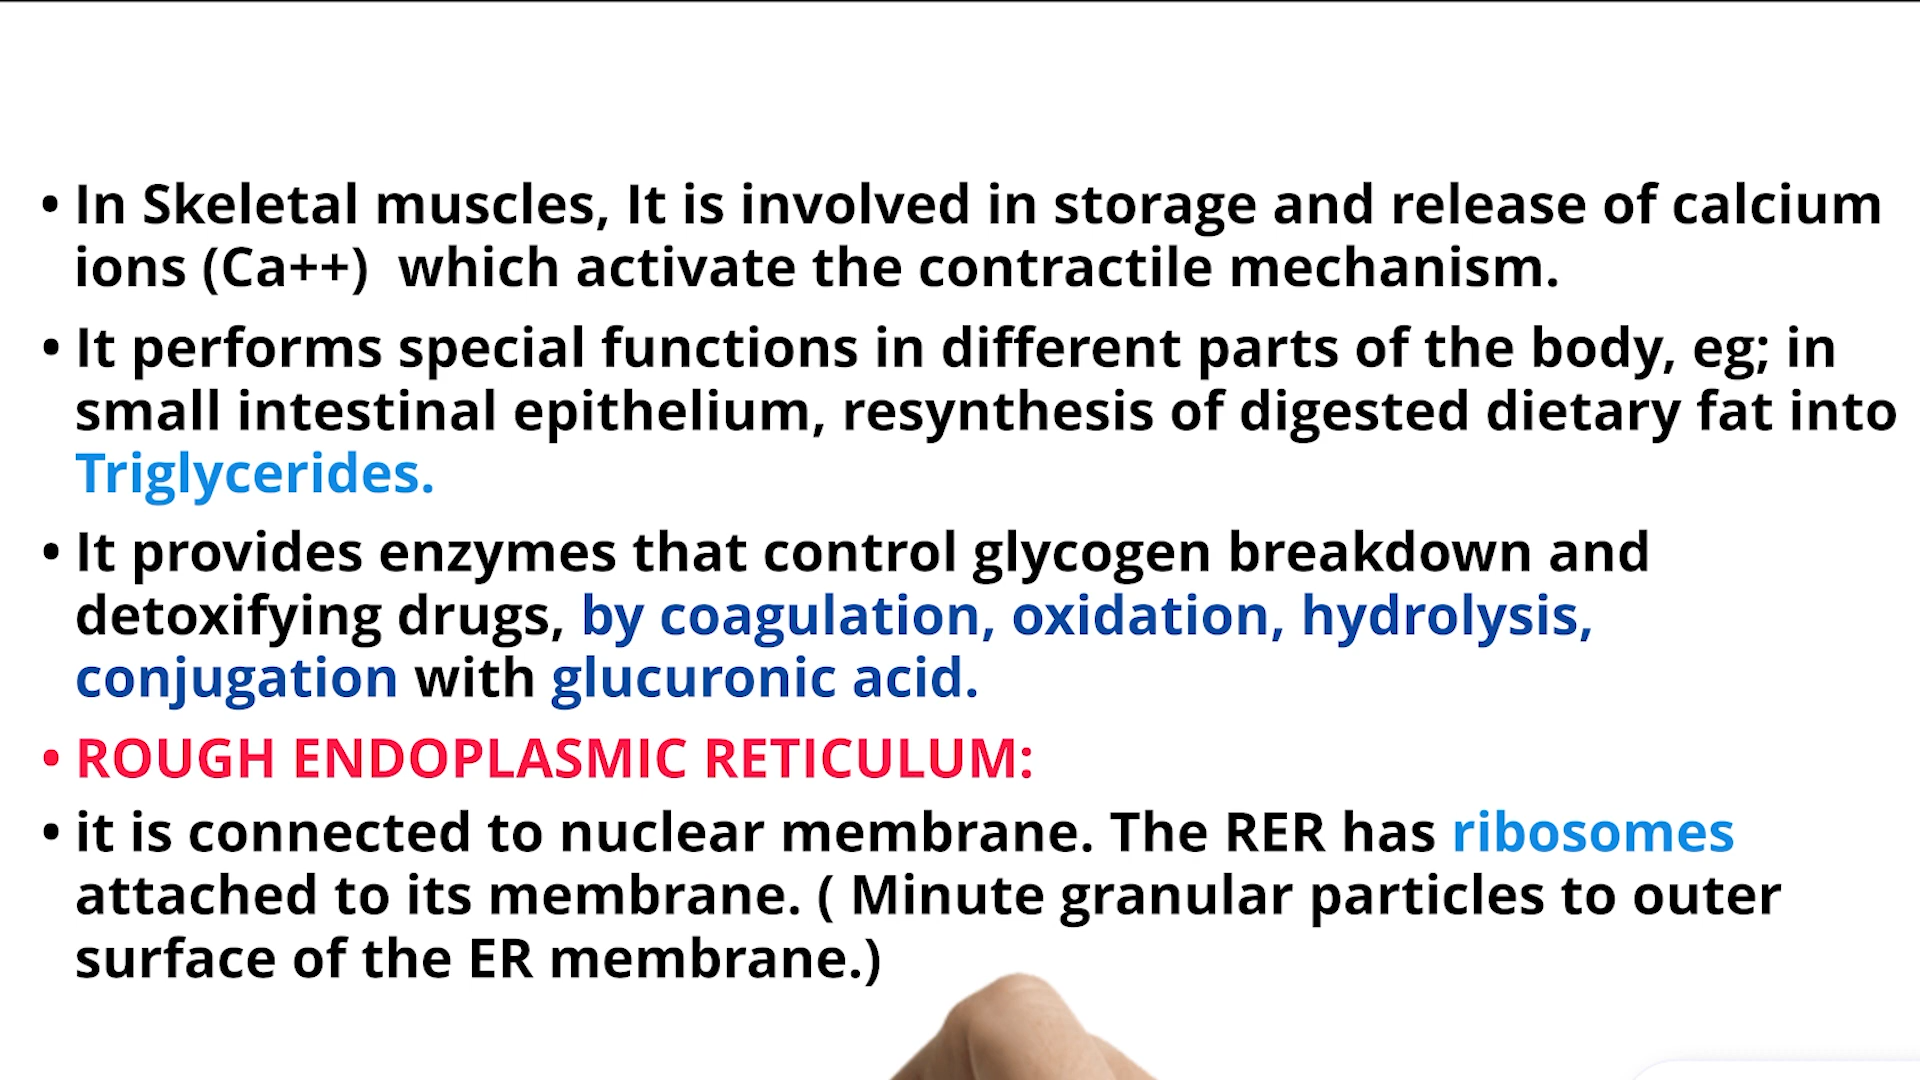 • In Skeletal muscles, It is involved in storage and release of calcium
ions (Ca++)  which activate the contractile mechanism.
• It performs special functions in different parts of the body, eg; in
small intestinal epithelium, resynthesis of digested dietary fat into
Triglycerides.
• It provides enzymes that control glycogen breakdown and
detoxifying drugs, by coagulation, oxidation, hydrolysis,
conjugation with glucuronic acid.
• ROUGH ENDOPLASMIC RETICULUM:
• it is connected to nuclear membrane. The RER has ribosomes
attached to its membrane. ( Minute granular particles to outer
surface of the ER membrane.)